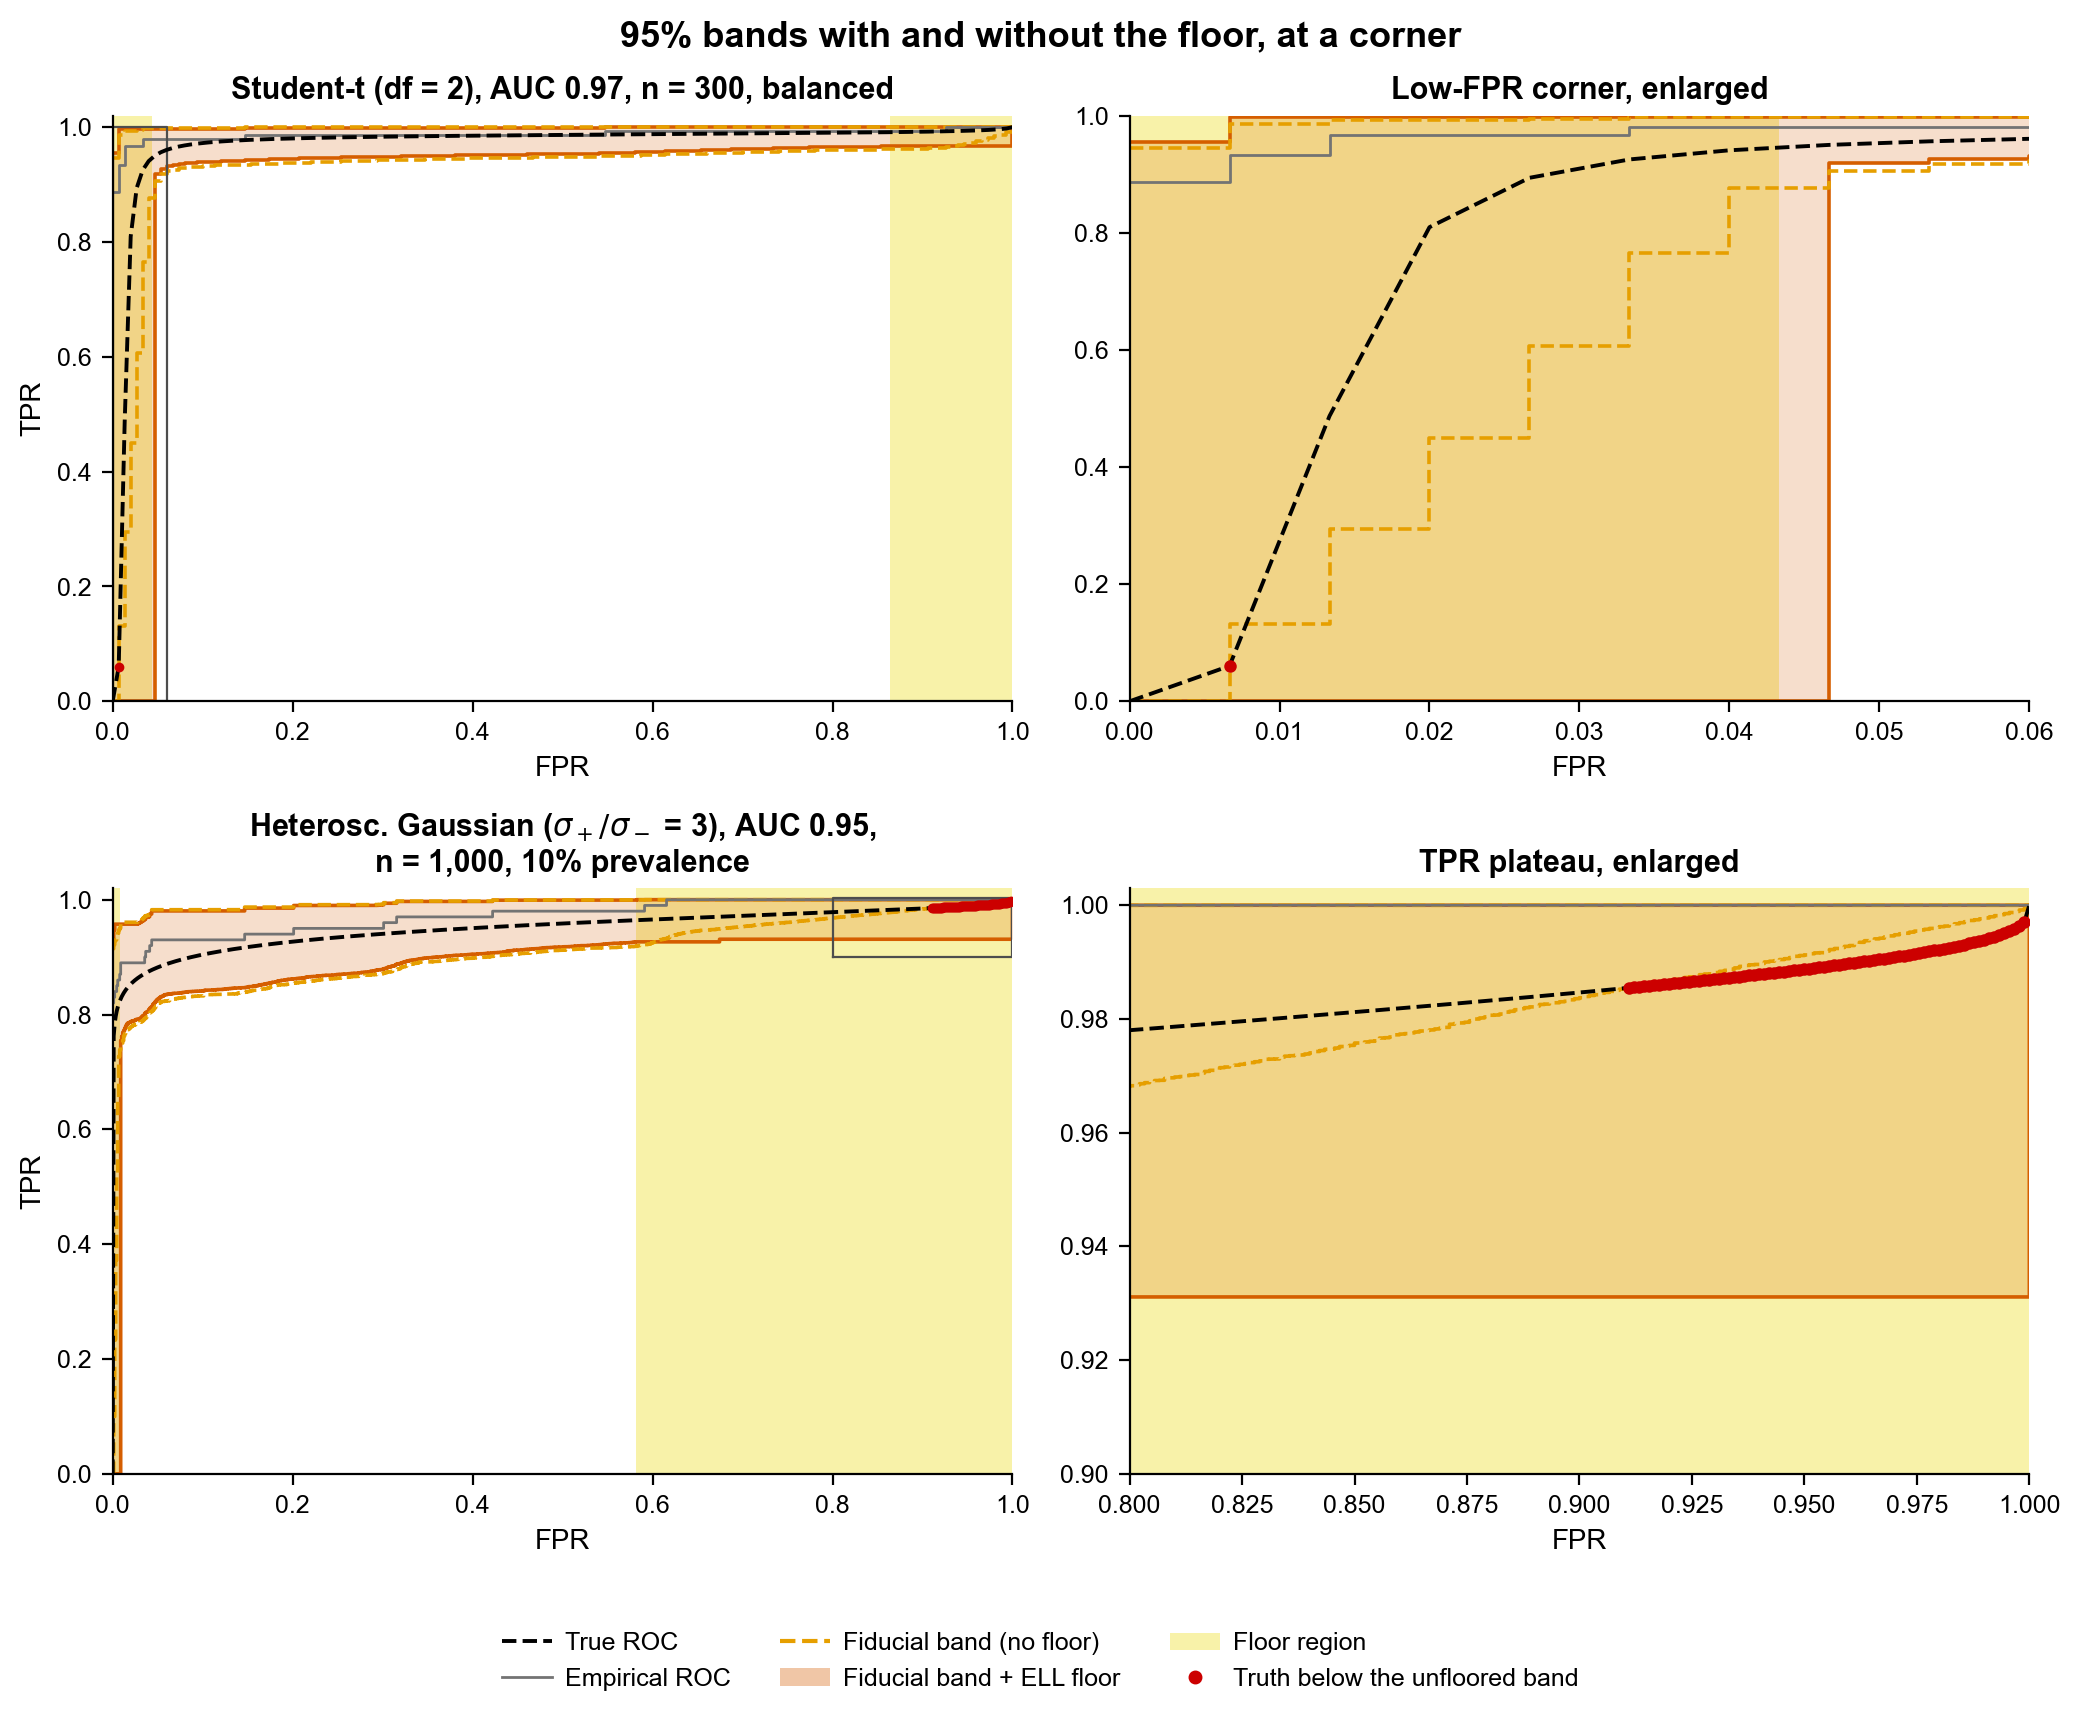 95% bands with and without the floor, at a corner
Student-t (df = 2), AUC 0.97, n = 300, balanced
1.0
0.8
0.6
0.4
0.2
0.0
TPR
0.0 0.2 0.4 0.6 0.8 1.0
FPR
Low-FPR corner, enlarged
1.0
0.8
0.6
0.4
0.2
0.0
0.00 0.01 0.02 0.03 0.04 0.05 0.06
FPR
Heterosc. Gaussian (σ₊/σ₋ = 3), AUC 0.95,
n = 1,000, 10% prevalence
1.0
0.8
0.6
0.4
0.2
0.0
TPR
0.0 0.2 0.4 0.6 0.8 1.0
FPR
TPR plateau, enlarged
1.00
0.98
0.96
0.94
0.92
0.90
0.800 0.825 0.850 0.875 0.900 0.925 0.950 0.975 1.000
FPR
True ROC
Empirical ROC
Fiducial band (no floor)
Fiducial band + ELL floor
Floor region
Truth below the unfloored band